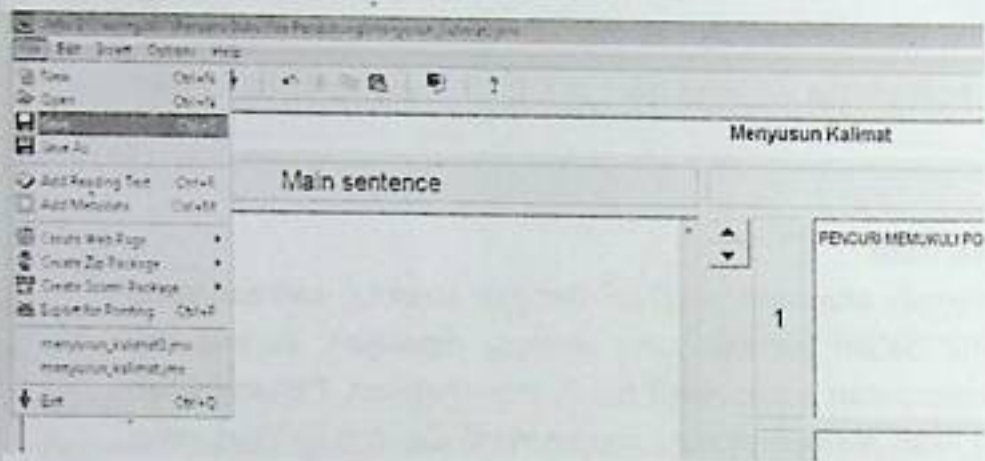 File Edit Insert Options Help
New Ctrl+N
Open
Save
Save As
Add Reading Text Ctrl+R
Add Metadata Ctrl+M
Create Web Page
Create Zip Package
Create Scorm Package
Export for Printing Ctrl+P
menyusun_kalimat2.jmx
menyusun_kalimat.jmx
Exit Ctrl+Q
?
Menyusun Kalimat
Main sentence
1
PENCURI MEMUKULI PO